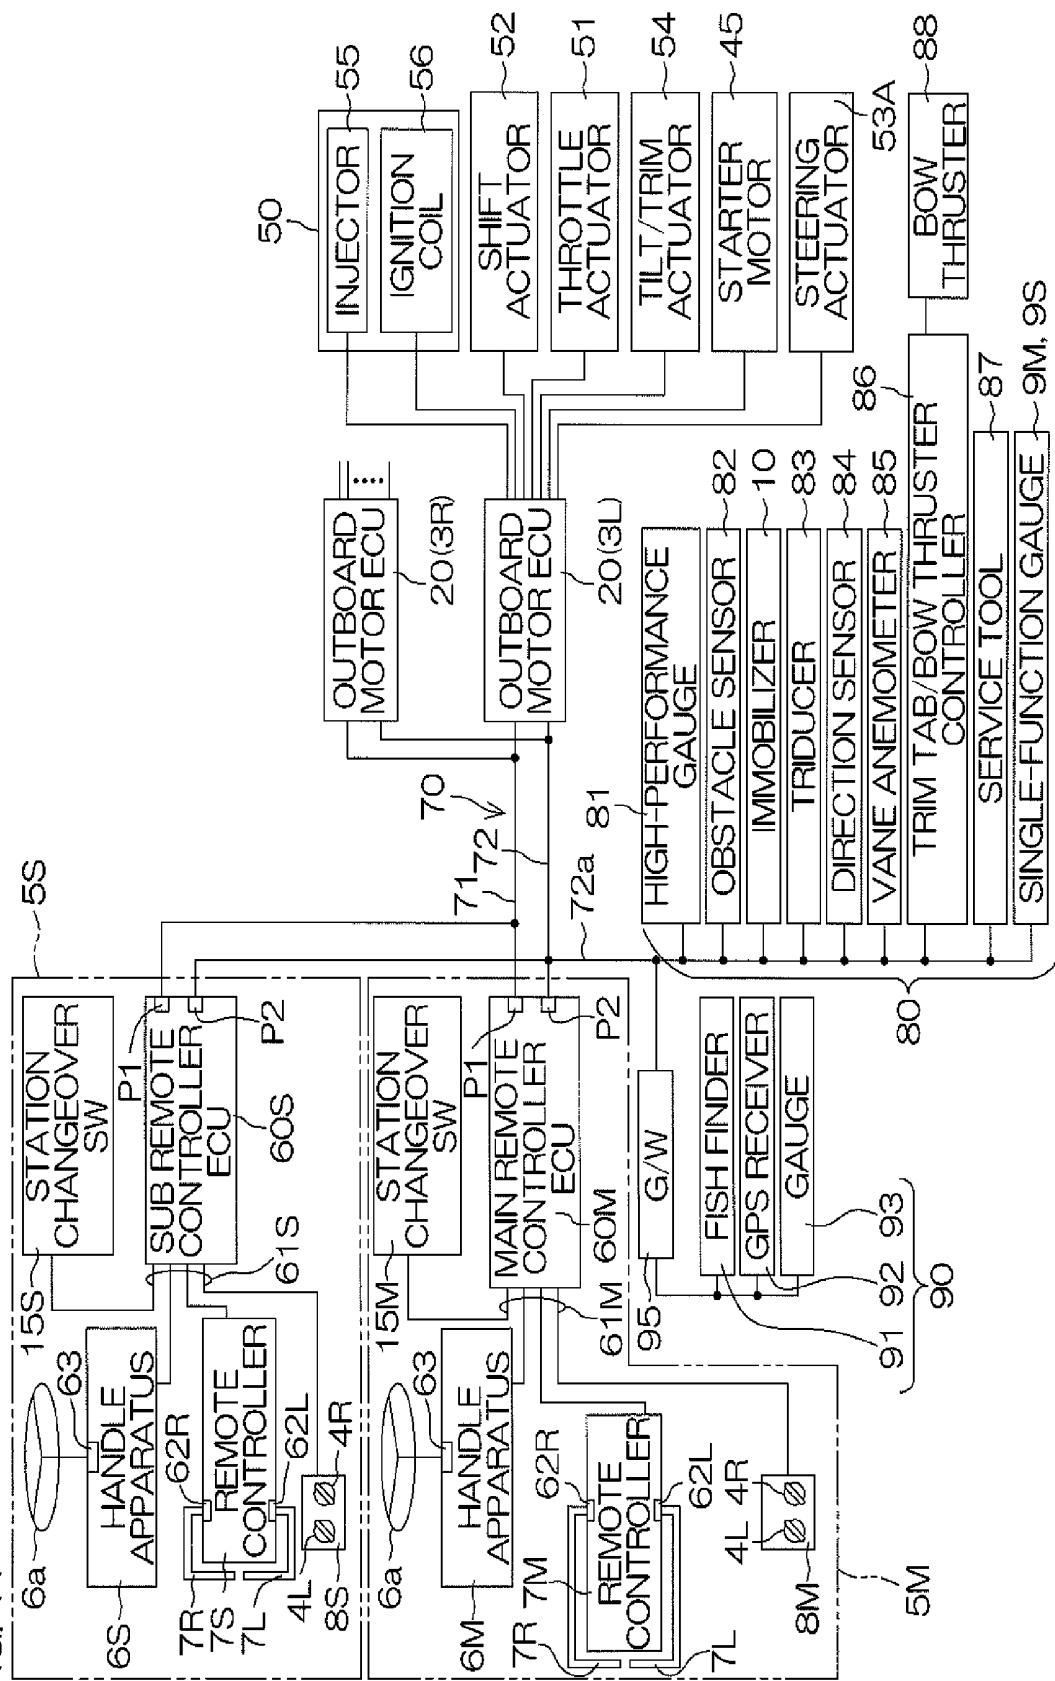 5S
STATION
CHANGEOVER
SW
15S
P1
SUB REMOTE
CONTROLLER
ECU
P2
60S
61S
6a
63
HANDLE
APPARATUS
6S
62R
REMOTE
CONTROLLER
62L
7R
7S
7L
4L
4R
8S
STATION
CHANGEOVER
SW
15M
P1
MAIN REMOTE
CONTROLLER
ECU
P2
60M
61M
6a
63
HANDLE
APPARATUS
6M
62R
REMOTE
CONTROLLER
62L
7R
7M
7L
4L
4R
8M
5M
70
71
72
72a
OUTBOARD
MOTOR ECU
20(3R)
OUTBOARD
MOTOR ECU
20(3L)
50
INJECTOR
55
IGNITION
COIL
56
SHIFT
ACTUATOR
52
THROTTLE
ACTUATOR
51
TILT/TRIM
ACTUATOR
54
STARTER
MOTOR
45
STEERING
ACTUATOR
53A
BOW
THRUSTER
88
81
HIGH-PERFORMANCE
GAUGE
OBSTACLE SENSOR
82
IMMOBILIZER
10
TRIDUCER
83
DIRECTION SENSOR
84
VANE ANEMOMETER
85
TRIM TAB/BOW THRUSTER
CONTROLLER
86
SERVICE TOOL
87
SINGLE-FUNCTION GAUGE
9M, 9S
80
G/W
95
FISH FINDER
91
GPS RECEIVER
92
GAUGE
93
90